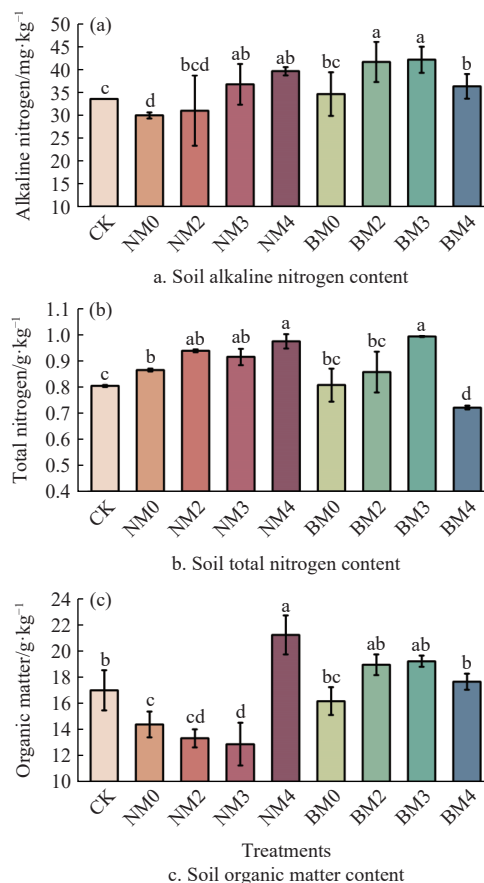 (a)
Alkaline nitrogen/mg·kg⁻¹
50
45
40
35
30
25
20
15
10
c
d
bcd
ab
ab
bc
a
a
ab
CK
NM0
NM2
NM3
NM4
BM0
BM2
BM3
BM4
a. Soil alkaline nitrogen content
(b)
Total nitrogen/g·kg⁻¹
1.1
1.0
0.9
0.8
0.7
0.6
0.5
0.4
c
b
ab
ab
a
bc
bc
a
d
CK
NM0
NM2
NM3
NM4
BM0
BM2
BM3
BM4
b. Soil total nitrogen content
(c)
Organic matter/g·kg⁻¹
24
22
20
18
16
14
12
10
b
c
cd
d
a
bc
ab
ab
b
CK
NM0
NM2
NM3
NM4
BM0
BM2
BM3
BM4
Treatments
c. Soil organic matter content